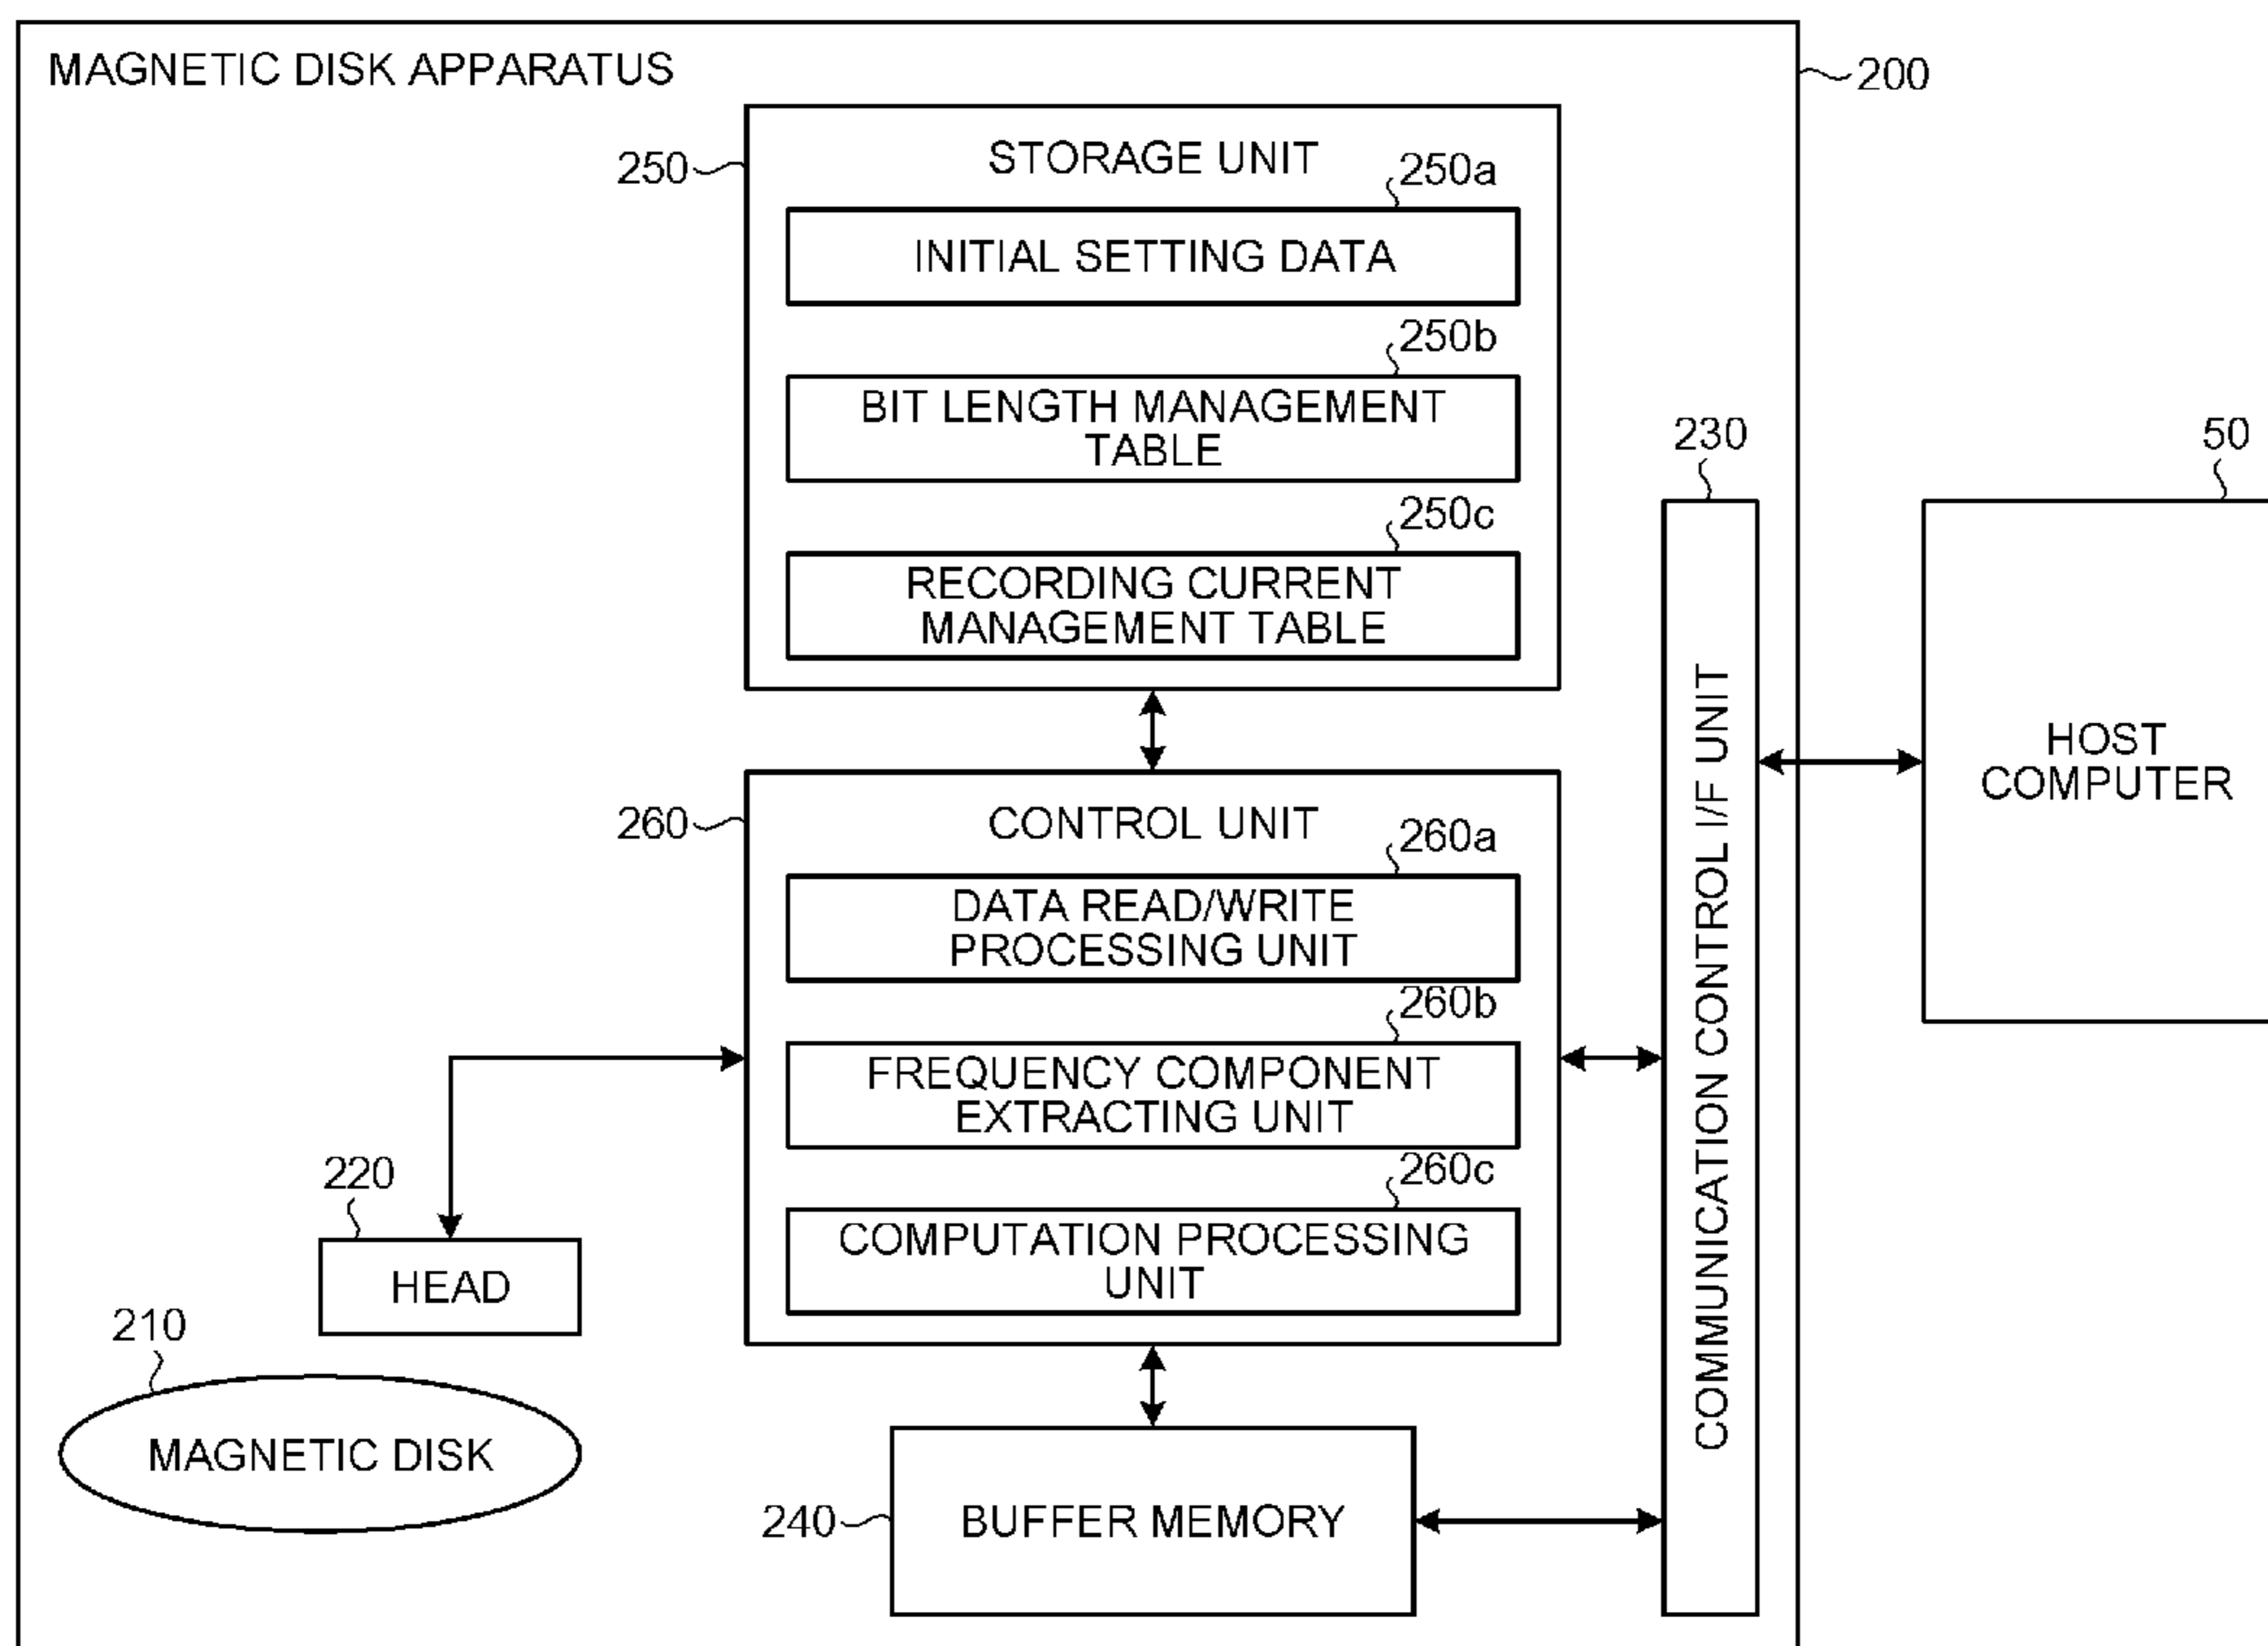 MAGNETIC DISK APPARATUS
200
250
STORAGE UNIT
250a
INITIAL SETTING DATA
250b
BIT LENGTH MANAGEMENT
TABLE
250c
RECORDING CURRENT
MANAGEMENT TABLE
230
50
COMMUNICATION CONTROL I/F UNIT
HOST
COMPUTER
260
CONTROL UNIT
260a
DATA READ/WRITE
PROCESSING UNIT
260b
FREQUENCY COMPONENT
EXTRACTING UNIT
260c
COMPUTATION PROCESSING
UNIT
220
HEAD
210
MAGNETIC DISK
240
BUFFER MEMORY